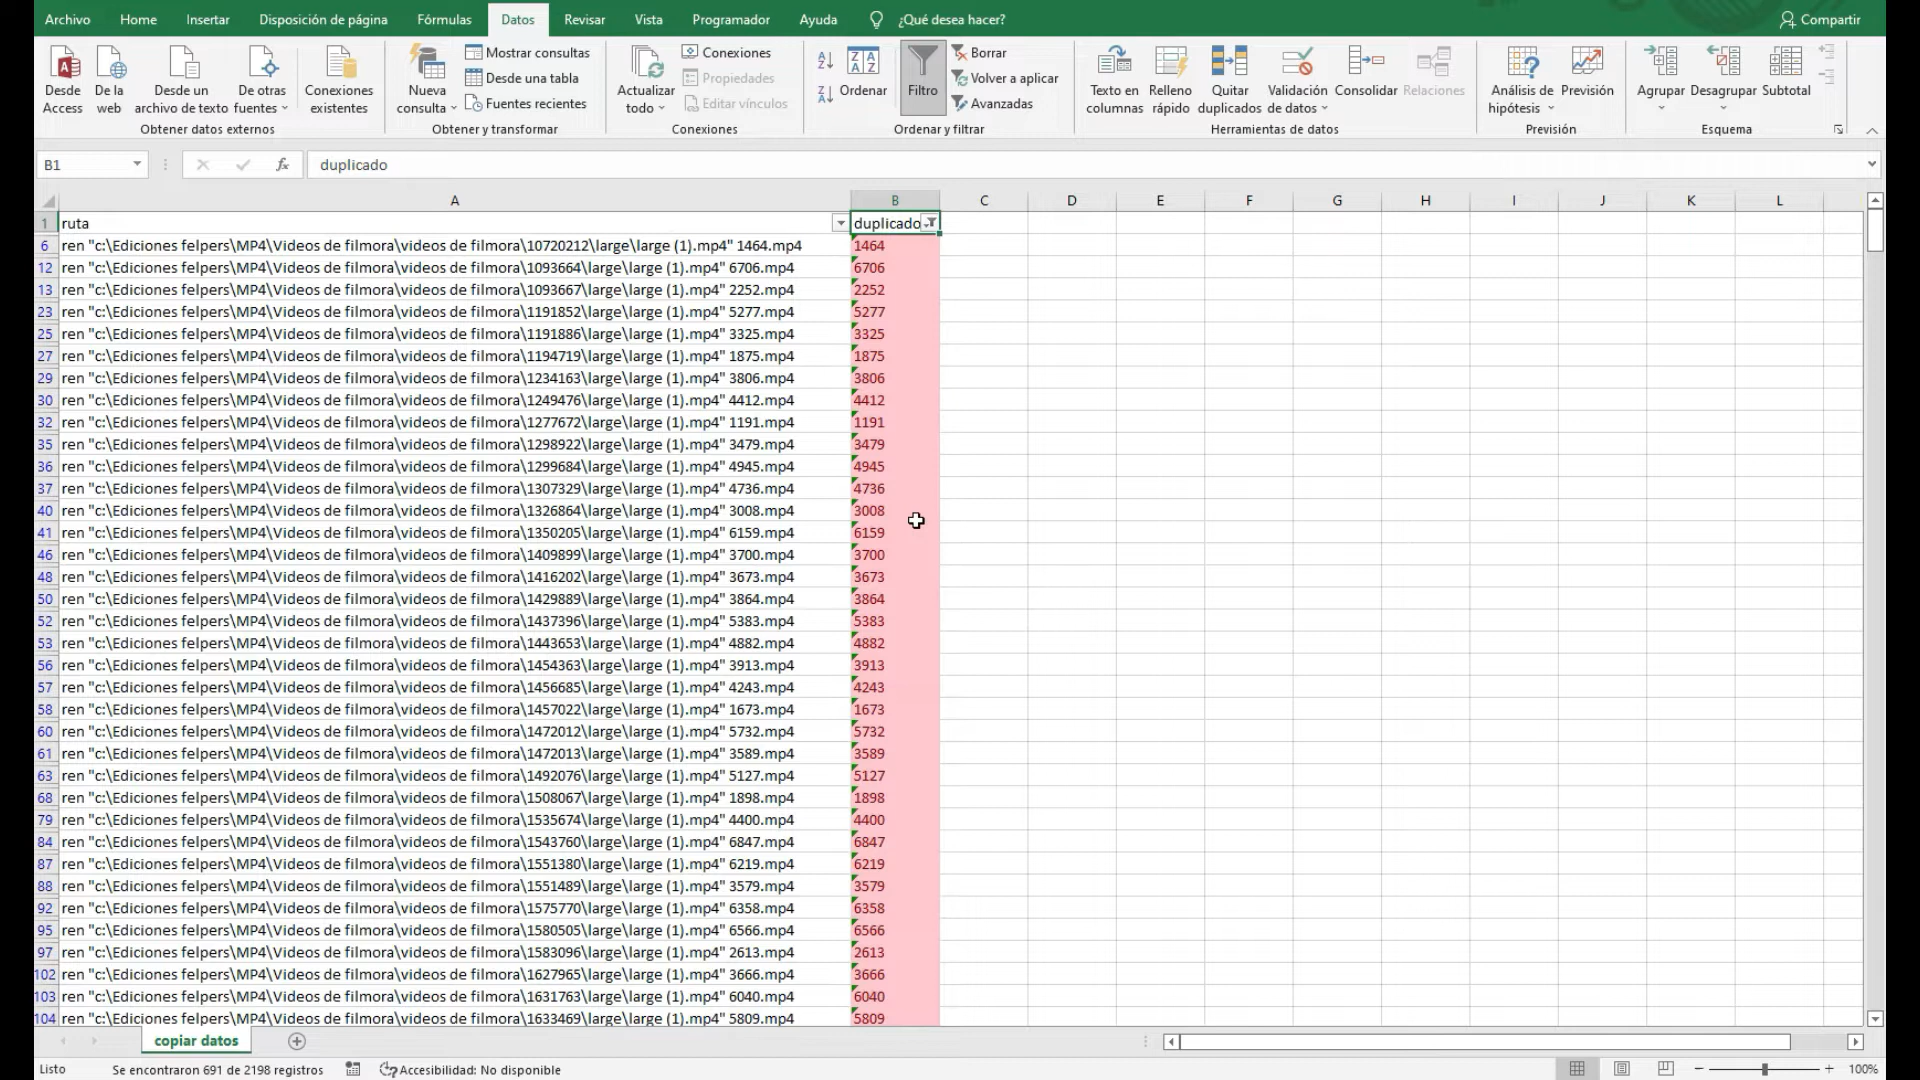 Archivo Home Insertar Disposición de página Fórmulas Datos Revisar Vista Programador Ayuda ¿Qué desea hacer? Compartir
Desde Access
De la web
Desde un archivo de texto
De otras fuentes
Conexiones existentes
Obtener datos externos
Nueva consulta
Mostrar consultas
Desde una tabla
Fuentes recientes
Obtener y transformar
Actualizar todo
Conexiones
Propiedades
Editar vínculos
Conexiones
Ordenar
Filtro
Borrar
Volver a aplicar
Avanzadas
Ordenar y filtrar
Texto en columnas
Relleno rápido
Quitar duplicados
Validación de datos
Consolidar
Relaciones
Herramientas de datos
Análisis de hipótesis
Previsión
Previsión
Agrupar
Desagrupar
Subtotal
Esquema
B1 fx duplicado
A B C D E F G H I J K L
1 ruta duplicado
6 ren "c:\Ediciones felpers\MP4\Videos de filmora\videos de filmora\10720212\large\large (1).mp4" 1464.mp4 1464
12 ren "c:\Ediciones felpers\MP4\Videos de filmora\videos de filmora\1093664\large\large (1).mp4" 6706.mp4 6706
13 ren "c:\Ediciones felpers\MP4\Videos de filmora\videos de filmora\1093667\large\large (1).mp4" 2252.mp4 2252
23 ren "c:\Ediciones felpers\MP4\Videos de filmora\videos de filmora\1191852\large\large (1).mp4" 5277.mp4 5277
25 ren "c:\Ediciones felpers\MP4\Videos de filmora\videos de filmora\1191886\large\large (1).mp4" 3325.mp4 3325
27 ren "c:\Ediciones felpers\MP4\Videos de filmora\videos de filmora\1194719\large\large (1).mp4" 1875.mp4 1875
29 ren "c:\Ediciones felpers\MP4\Videos de filmora\videos de filmora\1234163\large\large (1).mp4" 3806.mp4 3806
30 ren "c:\Ediciones felpers\MP4\Videos de filmora\videos de filmora\1249476\large\large (1).mp4" 4412.mp4 4412
32 ren "c:\Ediciones felpers\MP4\Videos de filmora\videos de filmora\1277672\large\large (1).mp4" 1191.mp4 1191
35 ren "c:\Ediciones felpers\MP4\Videos de filmora\videos de filmora\1298922\large\large (1).mp4" 3479.mp4 3479
36 ren "c:\Ediciones felpers\MP4\Videos de filmora\videos de filmora\1299684\large\large (1).mp4" 4945.mp4 4945
37 ren "c:\Ediciones felpers\MP4\Videos de filmora\videos de filmora\1307329\large\large (1).mp4" 4736.mp4 4736
40 ren "c:\Ediciones felpers\MP4\Videos de filmora\videos de filmora\1326864\large\large (1).mp4" 3008.mp4 3008
41 ren "c:\Ediciones felpers\MP4\Videos de filmora\videos de filmora\1350205\large\large (1).mp4" 6159.mp4 6159
46 ren "c:\Ediciones felpers\MP4\Videos de filmora\videos de filmora\1409899\large\large (1).mp4" 3700.mp4 3700
48 ren "c:\Ediciones felpers\MP4\Videos de filmora\videos de filmora\1416202\large\large (1).mp4" 3673.mp4 3673
50 ren "c:\Ediciones felpers\MP4\Videos de filmora\videos de filmora\1429889\large\large (1).mp4" 3864.mp4 3864
52 ren "c:\Ediciones felpers\MP4\Videos de filmora\videos de filmora\1437396\large\large (1).mp4" 5383.mp4 5383
53 ren "c:\Ediciones felpers\MP4\Videos de filmora\videos de filmora\1443653\large\large (1).mp4" 4882.mp4 4882
56 ren "c:\Ediciones felpers\MP4\Videos de filmora\videos de filmora\1454363\large\large (1).mp4" 3913.mp4 3913
57 ren "c:\Ediciones felpers\MP4\Videos de filmora\videos de filmora\1456685\large\large (1).mp4" 4243.mp4 4243
58 ren "c:\Ediciones felpers\MP4\Videos de filmora\videos de filmora\1457022\large\large (1).mp4" 1673.mp4 1673
60 ren "c:\Ediciones felpers\MP4\Videos de filmora\videos de filmora\1472012\large\large (1).mp4" 5732.mp4 5732
61 ren "c:\Ediciones felpers\MP4\Videos de filmora\videos de filmora\1472013\large\large (1).mp4" 3589.mp4 3589
63 ren "c:\Ediciones felpers\MP4\Videos de filmora\videos de filmora\1492076\large\large (1).mp4" 5127.mp4 5127
68 ren "c:\Ediciones felpers\MP4\Videos de filmora\videos de filmora\1508067\large\large (1).mp4" 1898.mp4 1898
79 ren "c:\Ediciones felpers\MP4\Videos de filmora\videos de filmora\1535674\large\large (1).mp4" 4400.mp4 4400
84 ren "c:\Ediciones felpers\MP4\Videos de filmora\videos de filmora\1543760\large\large (1).mp4" 6847.mp4 6847
87 ren "c:\Ediciones felpers\MP4\Videos de filmora\videos de filmora\1551380\large\large (1).mp4" 6219.mp4 6219
88 ren "c:\Ediciones felpers\MP4\Videos de filmora\videos de filmora\1551489\large\large (1).mp4" 3579.mp4 3579
92 ren "c:\Ediciones felpers\MP4\Videos de filmora\videos de filmora\1575770\large\large (1).mp4" 6358.mp4 6358
95 ren "c:\Ediciones felpers\MP4\Videos de filmora\videos de filmora\1580505\large\large (1).mp4" 6566.mp4 6566
97 ren "c:\Ediciones felpers\MP4\Videos de filmora\videos de filmora\1583096\large\large (1).mp4" 2613.mp4 2613
102 ren "c:\Ediciones felpers\MP4\Videos de filmora\videos de filmora\1627965\large\large (1).mp4" 3666.mp4 3666
103 ren "c:\Ediciones felpers\MP4\Videos de filmora\videos de filmora\1631763\large\large (1).mp4" 6040.mp4 6040
104 ren "c:\Ediciones felpers\MP4\Videos de filmora\videos de filmora\1633469\large\large (1).mp4" 5809.mp4 5809
copiar datos
Listo Se encontraron 691 de 2198 registros Accesibilidad: No disponible 100%